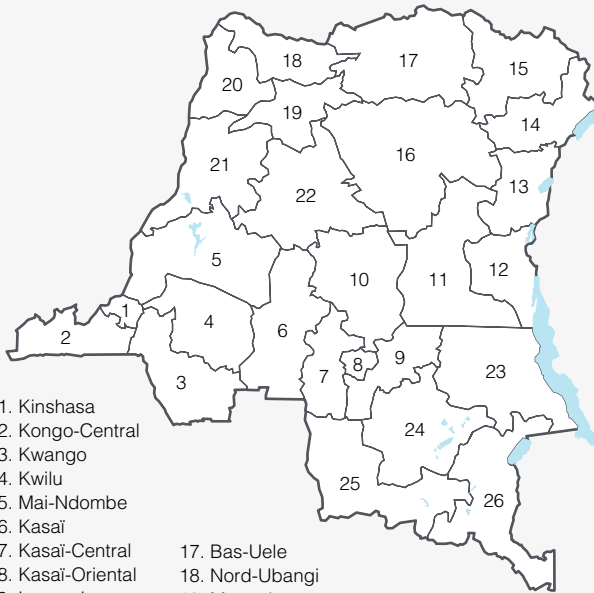 17
18
15
20
19
14
16
21
13
22
5
12
10
11
1
4
6
2
9
8
23
7
3
24
25
26
1. Kinshasa
2. Kongo-Central
3. Kwango
4. Kwilu
5. Mai-Ndombe
6. Kasaï
7. Kasaï-Central
8. Kasaï-Oriental
17. Bas-Uele
18. Nord-Ubangi